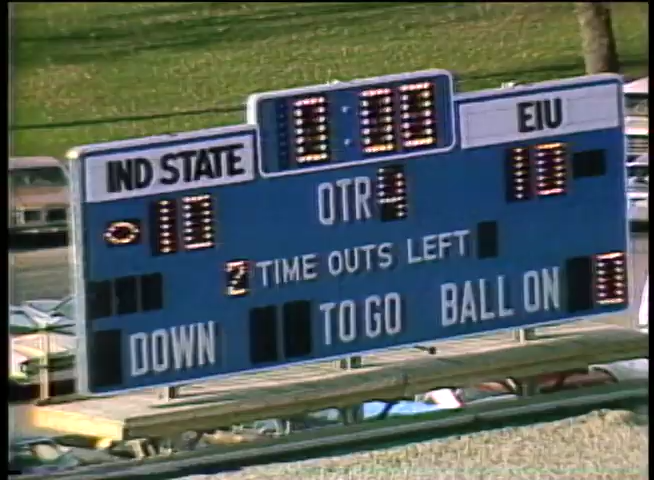 IND STATE 0:00 EIU
10 QTR 4 10
2 TIME OUTS LEFT
DOWN TO GO BALL ON